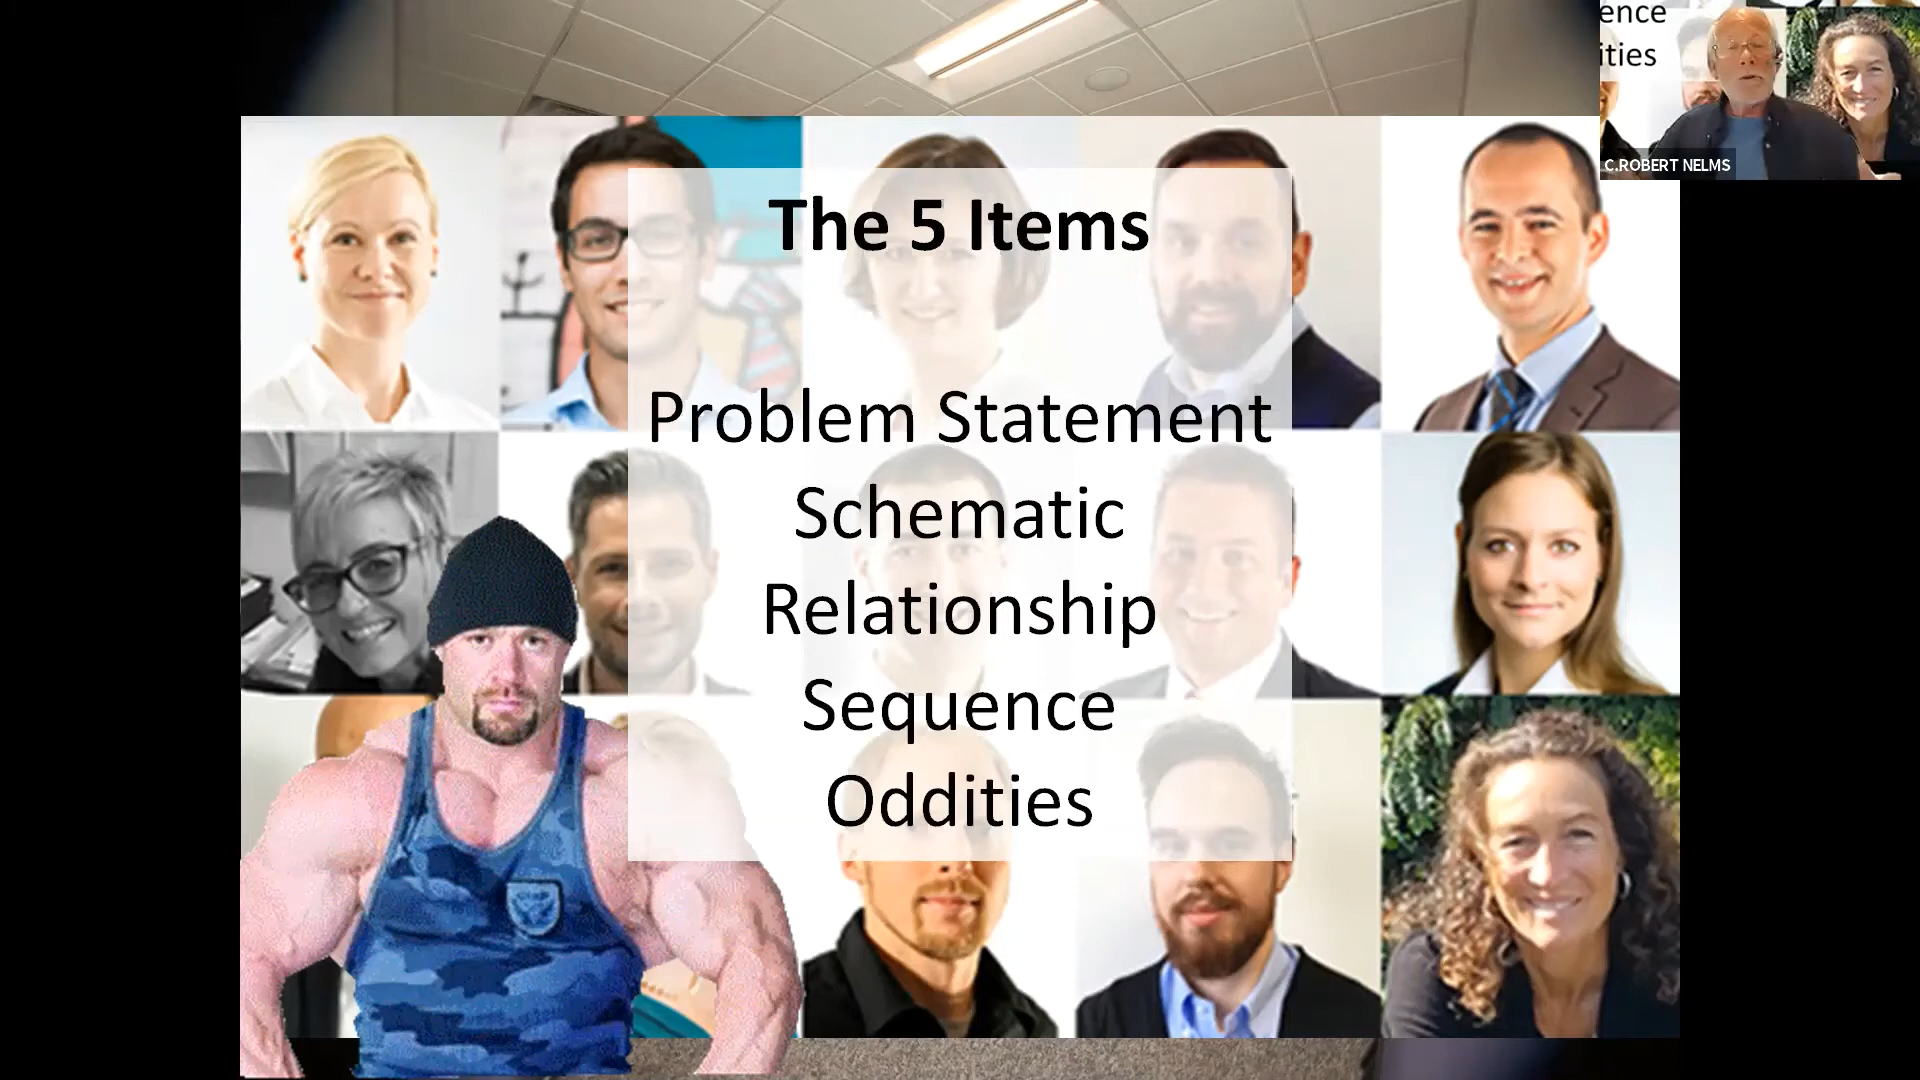 The 5 Items
Problem Statement
Schematic
Relationship
Sequence
Oddities
ence
ities
C.ROBERT NELMS